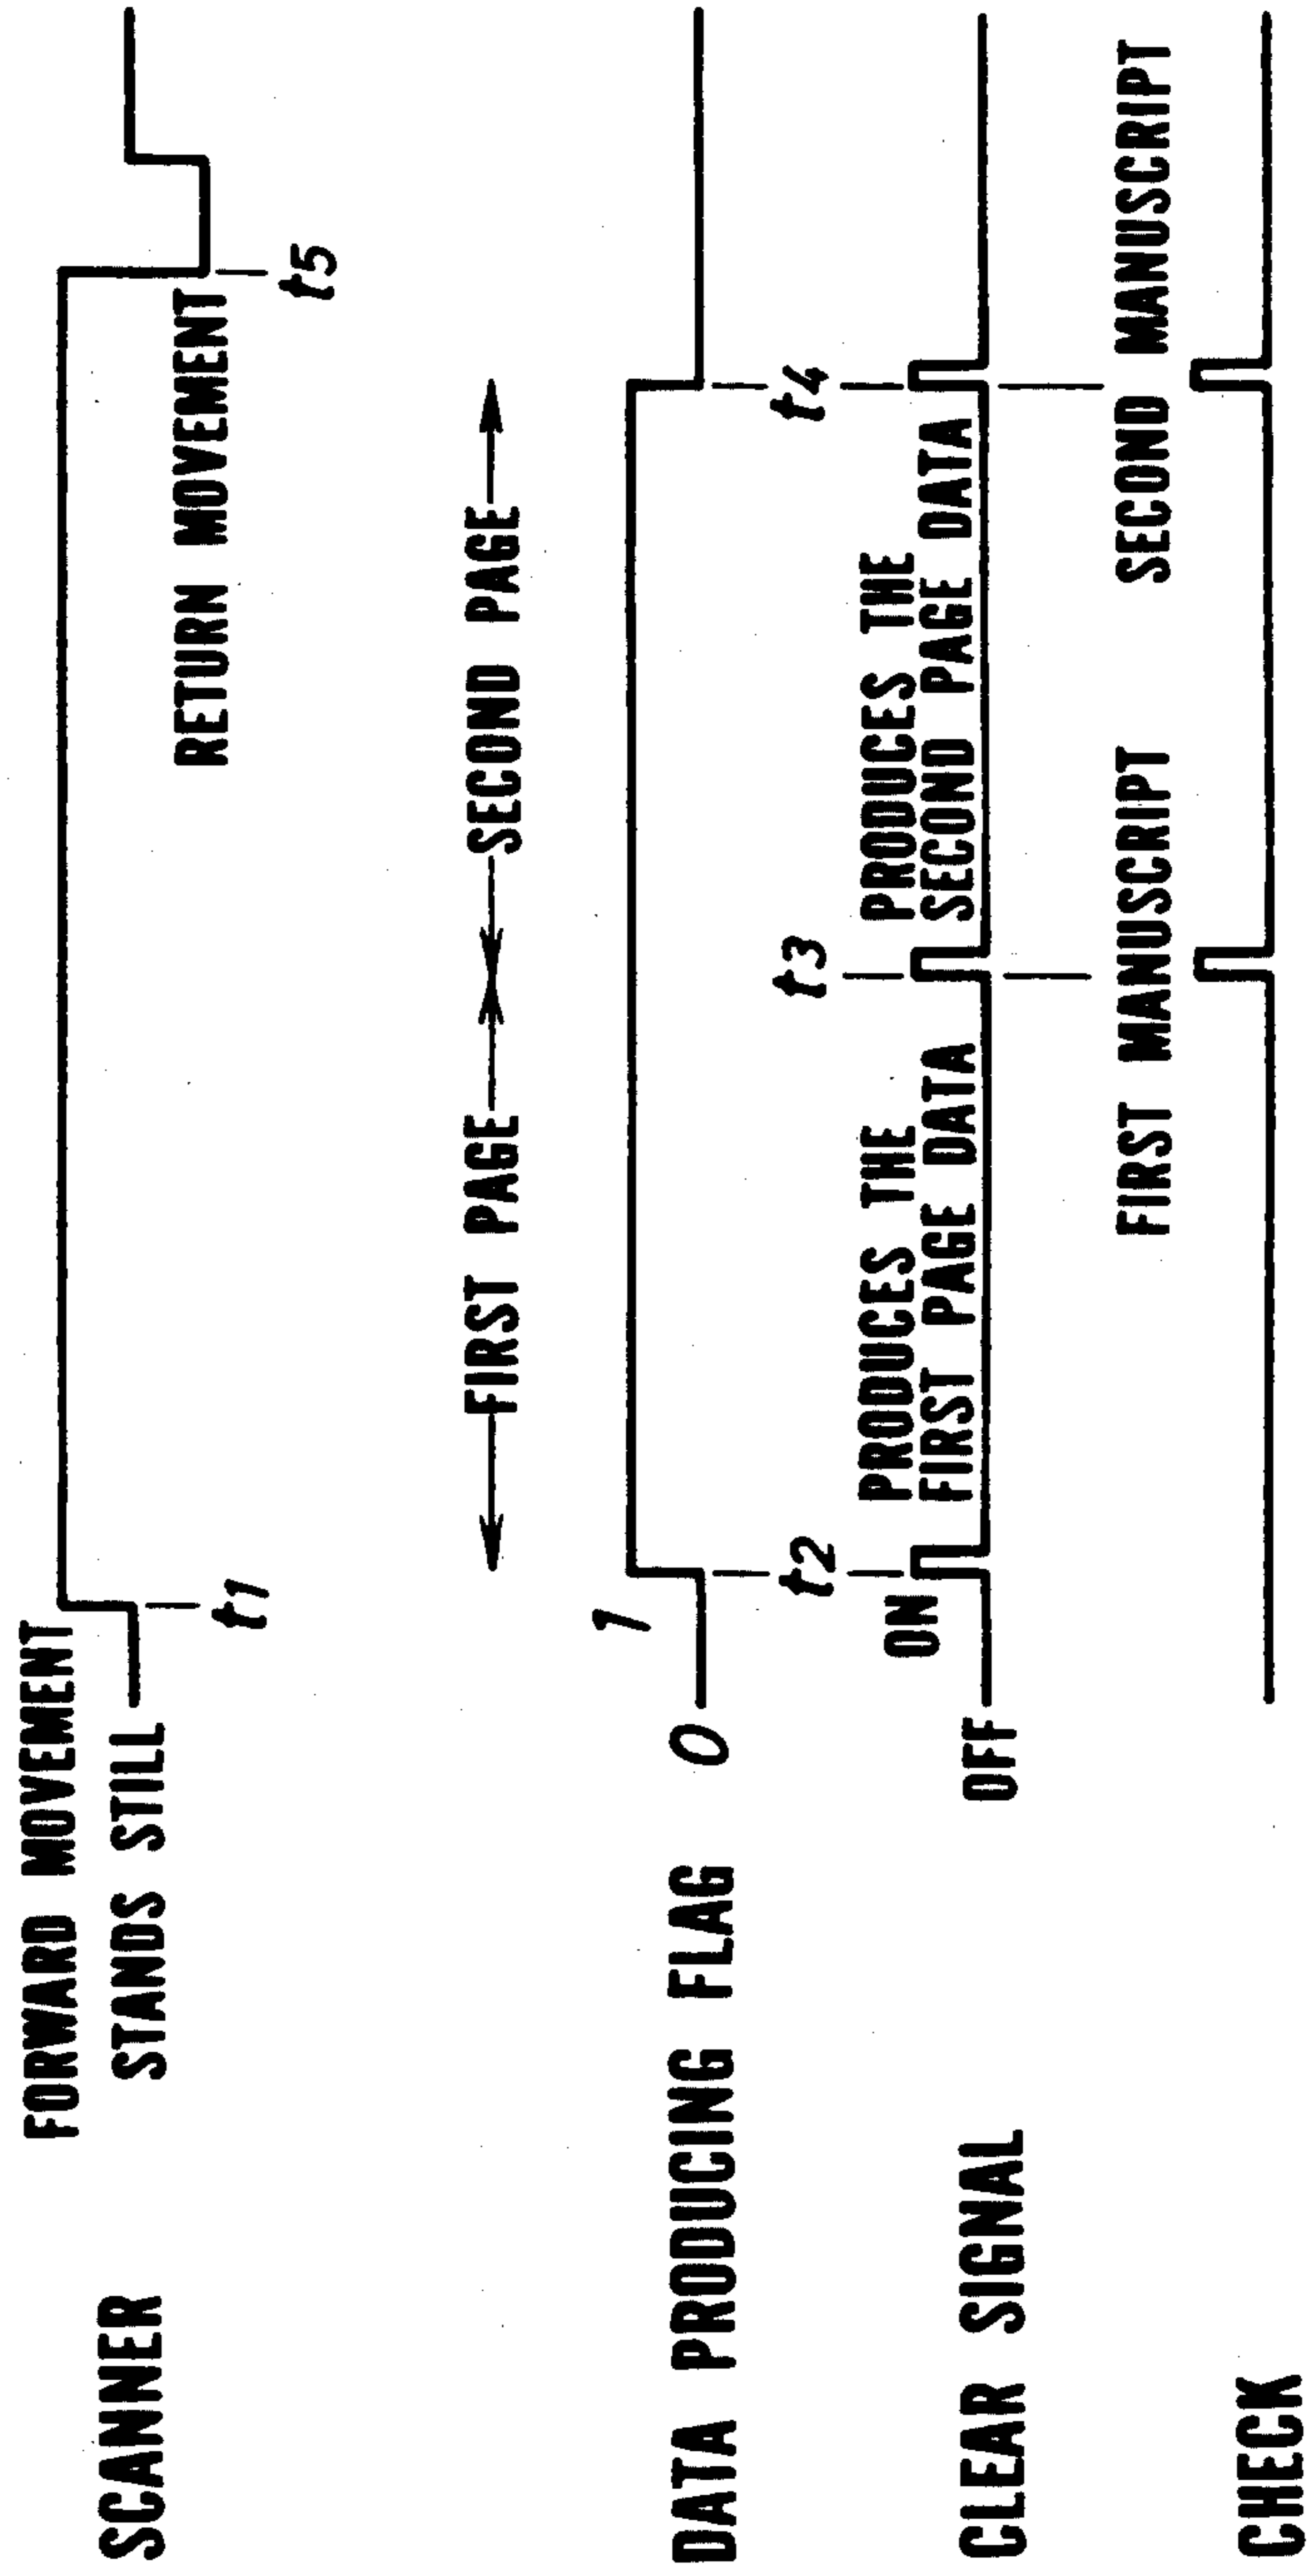 SCANNER
FORWARD MOVEMENT
STANDS STILL
t1
RETURN MOVEMENT
t5
FIRST PAGE
SECOND PAGE
DATA PRODUCING FLAG
1
0
t2
t3
t4
CLEAR SIGNAL
ON
OFF
PRODUCES THE
FIRST PAGE DATA
PRODUCES THE
SECOND PAGE DATA
FIRST MANUSCRIPT
SECOND MANUSCRIPT
CHECK